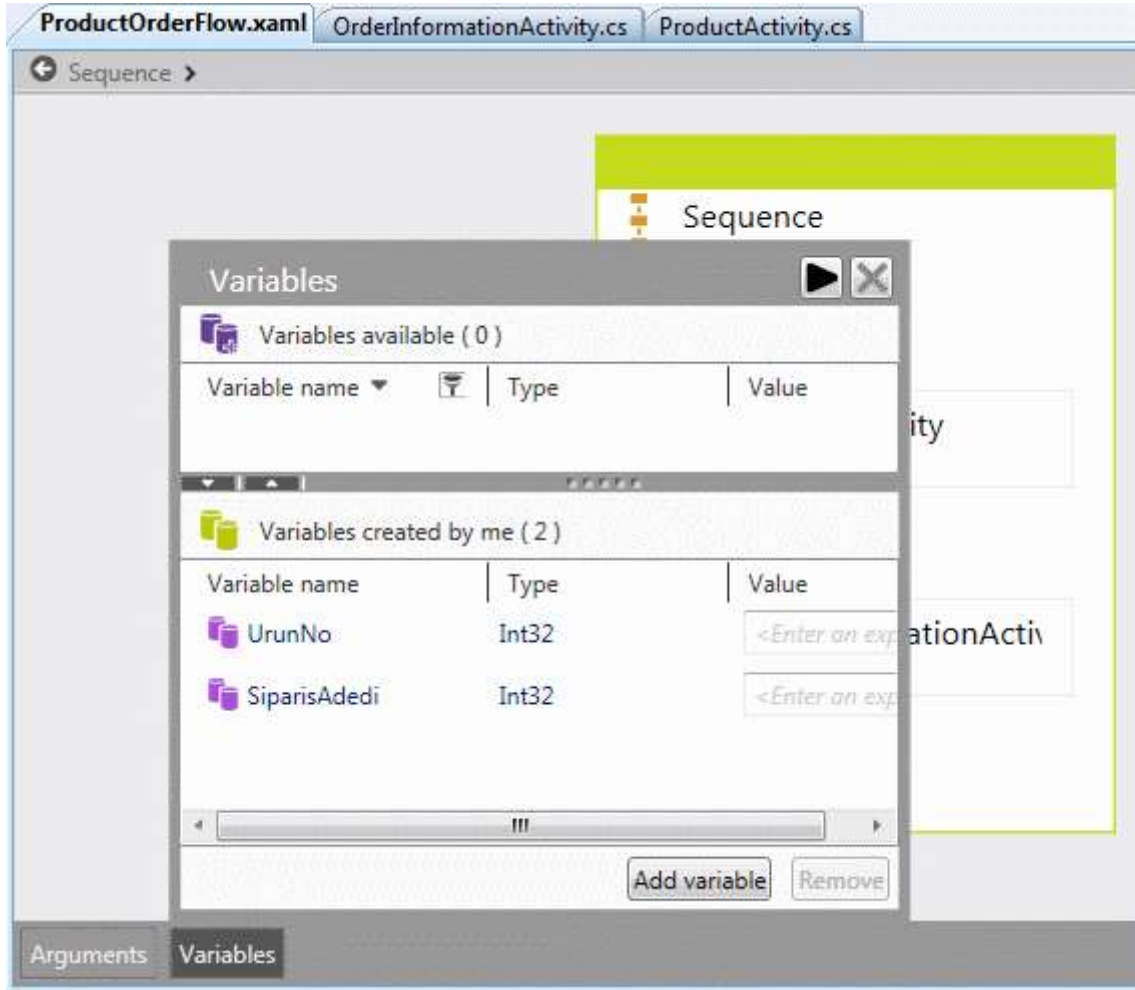 ProductOrderFlow.xaml OrderInformationActivity.cs ProductActivity.cs
Sequence
Sequence
Variables
Variables available ( 0 )
Variable name Type Value
ity
Variables created by me ( 2 )
Variable name Type Value
UrunNo Int32 <Enter an exp ationActiv
SiparisAdedi Int32 <Enter an exp
Add variable Remove
Arguments Variables